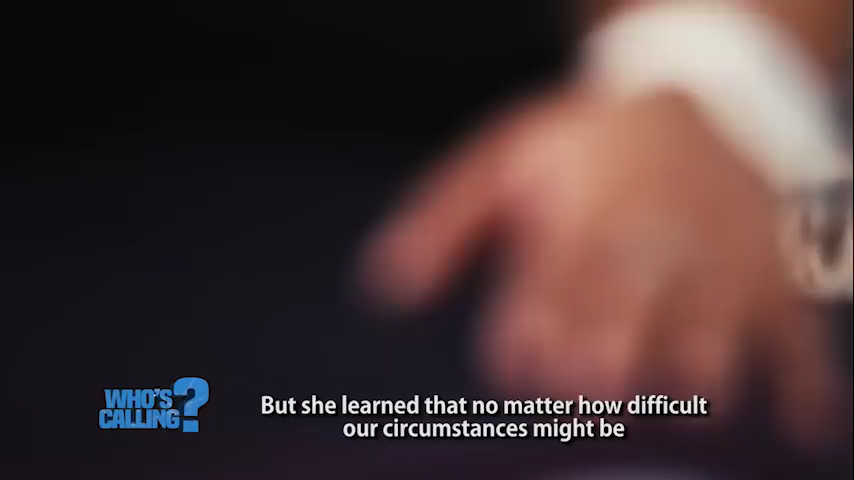 WHO'S
CALLING?
But she learned that no matter how difficult
our circumstances might be